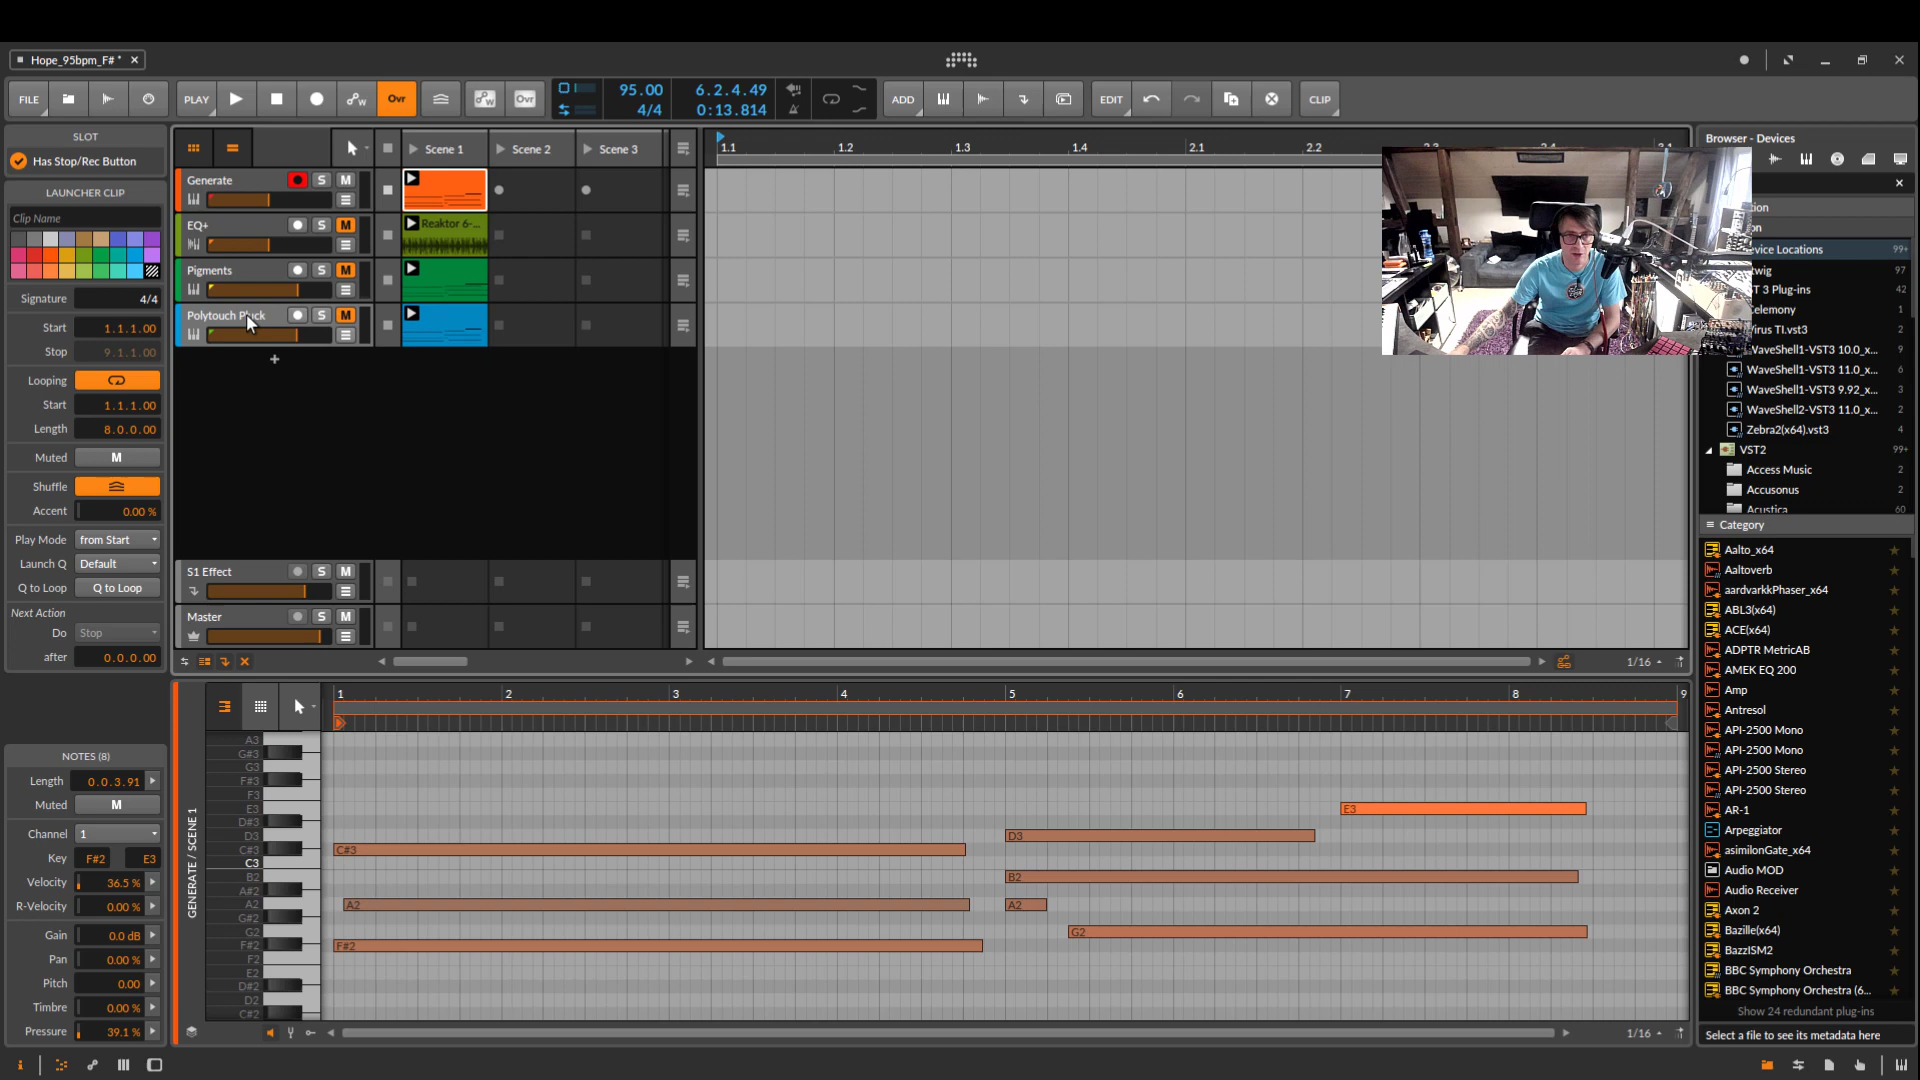 Hope_95bpm_F# *
FILE
PLAY
Ovr
Ovr
95.00
4/4
6.2.4.49
0:13.814
ADD
EDIT
CLIP
SLOT
Has Stop/Rec Button
LAUNCHER CLIP
Clip Name
Signature 4/4
Start 1.1.1.00
Stop 9.1.1.00
Looping
Start 1.1.1.00
Length 8.0.0.00
Muted M
Shuffle
Accent 0.00 %
Play Mode from Start
Launch Q Default
Q to Loop Q to Loop
Next Action
Do Stop
after 0.0.0.00
Scene 1
Scene 2
Scene 3
Generate S M
EQ+ S M
Reaktor 6-...
Pigments S M
Polytouch Pluck S M
S1 Effect S M
Master S M
1.1
1.2
1.3
1.4
2.1
2.2
1/16
Browser - Devices
Device Locations 99+
97
VST 3 Plug-ins 42
Celemony 1
Virus TI.vst3 2
WaveShell1-VST3 10.0_x... 9
WaveShell1-VST3 11.0_x... 6
WaveShell1-VST3 9.92_x... 3
WaveShell2-VST3 11.0_x... 2
Zebra2(x64).vst3 4
VST2 99+
Access Music 2
Accusonus 2
Acustica 60
Category
Aalto_x64
Aaltoverb
aardvarkkPhaser_x64
ABL3(x64)
ACE(x64)
ADPTR MetricAB
AMEK EQ 200
Amp
Antresol
API-2500 Mono
API-2500 Mono
API-2500 Stereo
API-2500 Stereo
AR-1
Arpeggiator
asimilonGate_x64
Audio MOD
Audio Receiver
Axon 2
Bazille(x64)
BazzISM2
BBC Symphony Orchestra
BBC Symphony Orchestra (6...
Show 24 redundant plug-ins
Select a file to see its metadata here
NOTES (8)
Length 0.0.3.91
Muted M
Channel 1
Key F#2 E3
Velocity 36.5 %
R-Velocity 0.00 %
Gain 0.0 dB
Pan 0.00 %
Pitch 0.00
Timbre 0.00 %
Pressure 39.1 %
GENERATE / SCENE 1
1
2
3
4
5
6
7
8
9
A3
G#3
G3
F#3
F3
E3
D#3
D3
C#3
C3
B2
A#2
A2
G#2
G2
F#2
F2
E2
D#2
D2
C#2
E3
D3
C#3
B2
A2
A2
G2
F#2
1/16